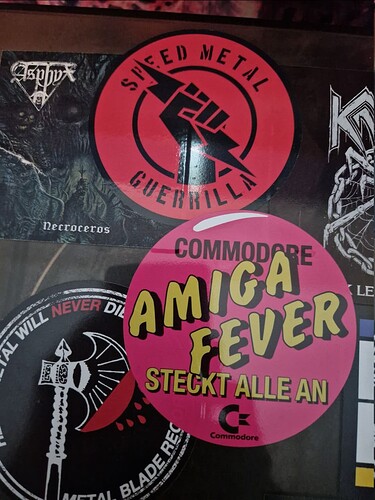 Asphyx
SPEED METAL
GUERRILLA
Necroceros
COMMODORE
AMIGA
FEVER
STECKT ALLE AN
Commodore
METAL WILL NEVER DIE
METAL BLADE REC